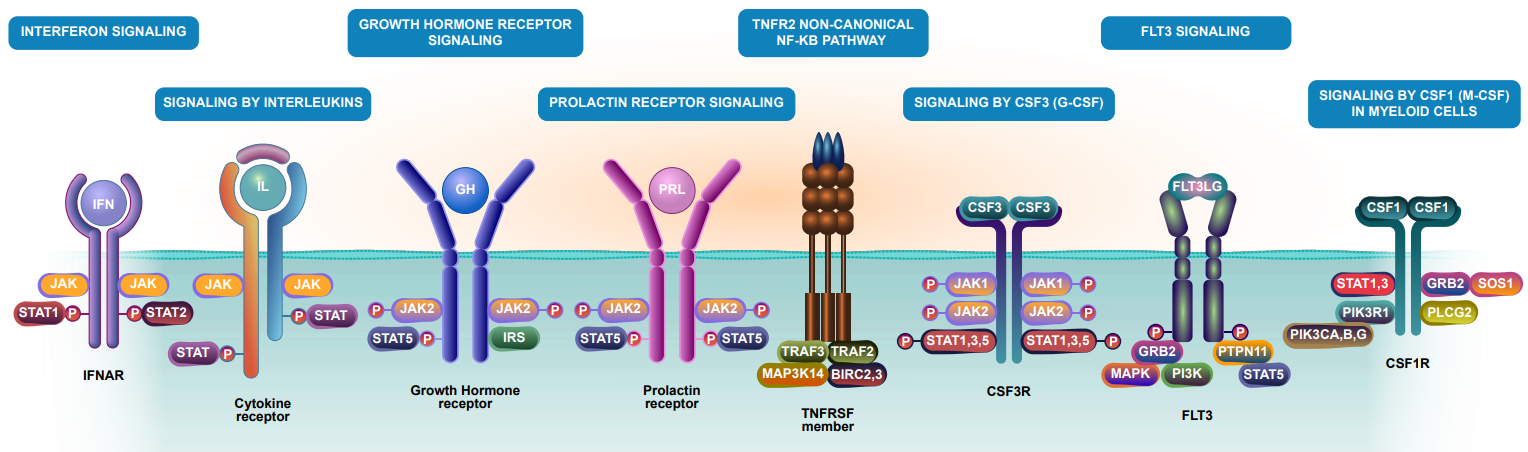 INTERFERON SIGNALING
GROWTH HORMONE RECEPTOR
SIGNALING
TNFR2 NON-CANONICAL
NF-KB PATHWAY
FLT3 SIGNALING
SIGNALING BY INTERLEUKINS
PROLACTIN RECEPTOR SIGNALING
SIGNALING BY CSF3 (G-CSF)
SIGNALING BY CSF1 (M-CSF)
IN MYELOID CELLS
IFN
JAK
JAK
STAT1
P
P
STAT2
IFNAR
IL
JAK
JAK
P
STAT
STAT
P
Cytokine
receptor
GH
P
JAK2
JAK2
P
STAT5
P
IRS
Growth Hormone
receptor
PRL
P
JAK2
JAK2
P
STAT5
P
P
STAT5
Prolactin
receptor
TRAF3
TRAF2
MAP3K14
BIRC2,3
TNFRSF
member
CSF3
CSF3
P
JAK1
JAK1
P
P
JAK2
JAK2
P
P
STAT1,3,5
STAT1,3,5
P
CSF3R
FLT3LG
P
P
GRB2
PTPN11
MAPK
PI3K
STAT5
FLT3
CSF1
CSF1
STAT1,3
GRB2
SOS1
PIK3R1
PLCG2
PIK3CA,B,G
CSF1R